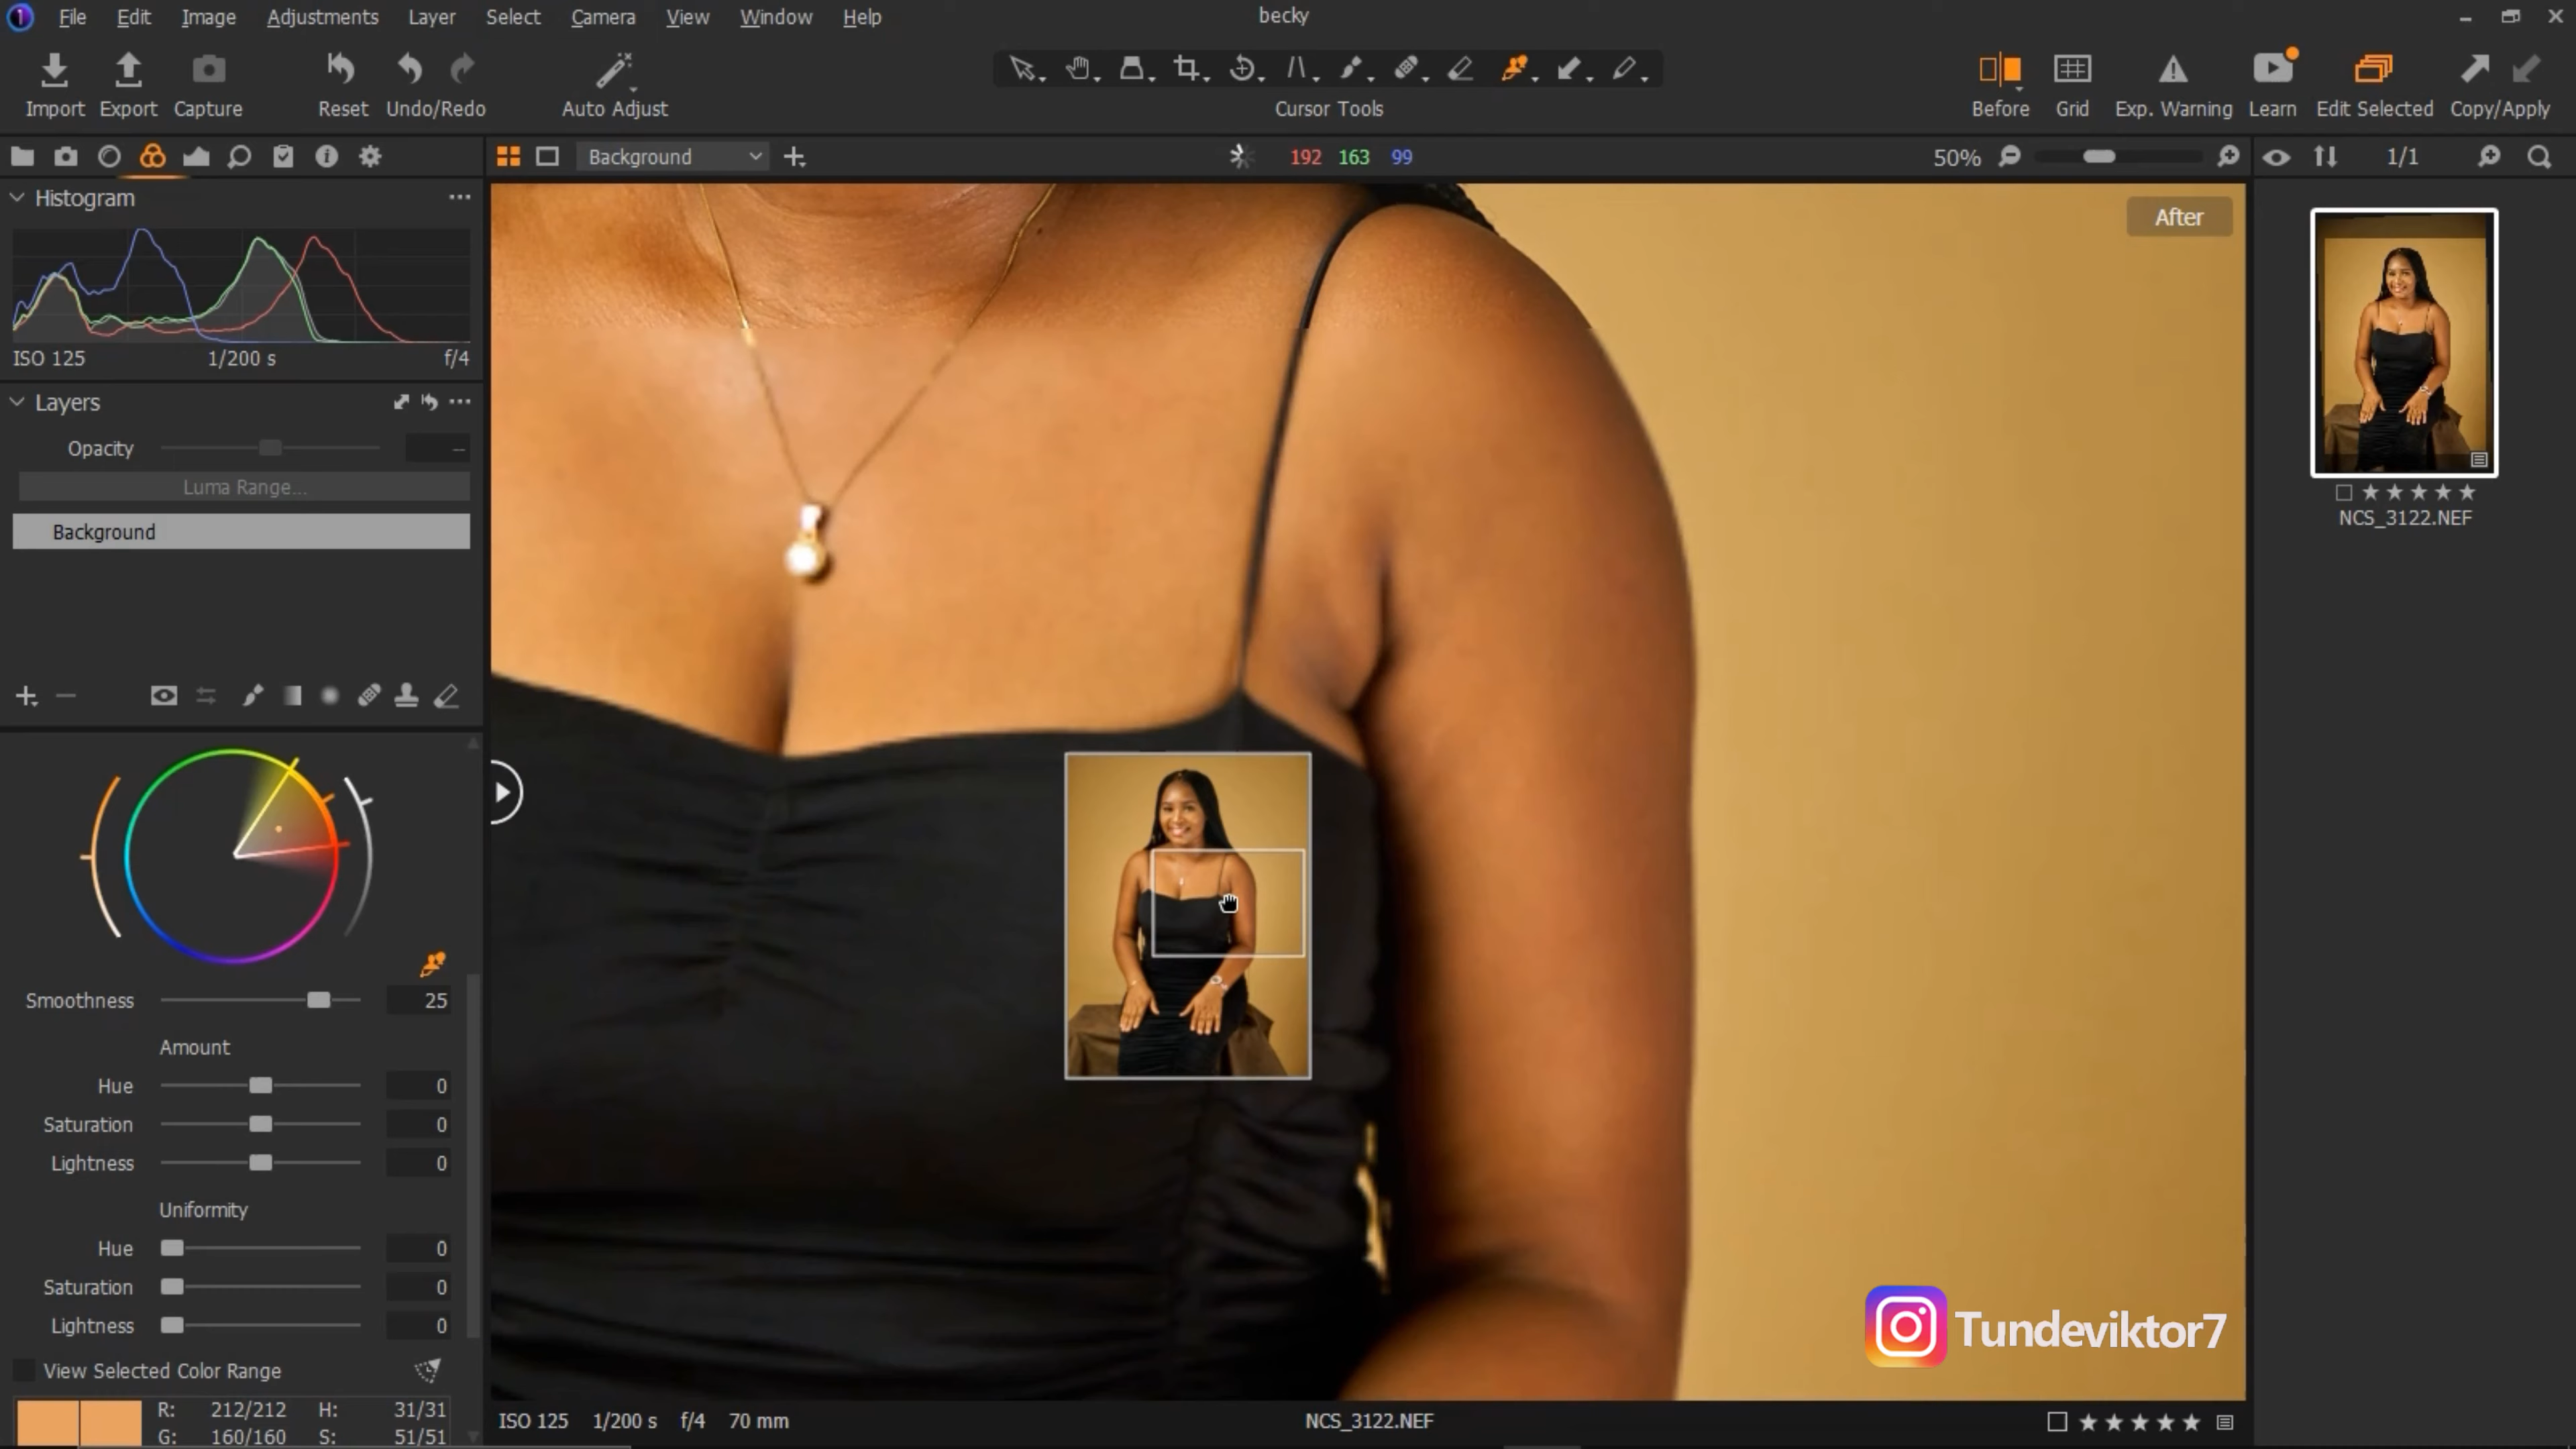 File Edit Image Adjustments Layer Select Camera View Window Help
becky
Import Export Capture Reset Undo/Redo Auto Adjust
Cursor Tools
Before Grid Exp. Warning Learn Edit Selected Copy/Apply
Background
192 163 99
50%
1/1
Histogram
ISO 125 1/200 s f/4
Layers
Opacity --
Luma Range...
Background
Smoothness 25
Amount
Hue 0
Saturation 0
Lightness 0
Uniformity
Hue 0
Saturation 0
Lightness 0
View Selected Color Range
R: 212/212 H: 31/31
G: 160/160 S: 51/51
After
Tundeviktor7
ISO 125 1/200 s f/4 70 mm
NCS_3122.NEF
NCS_3122.NEF